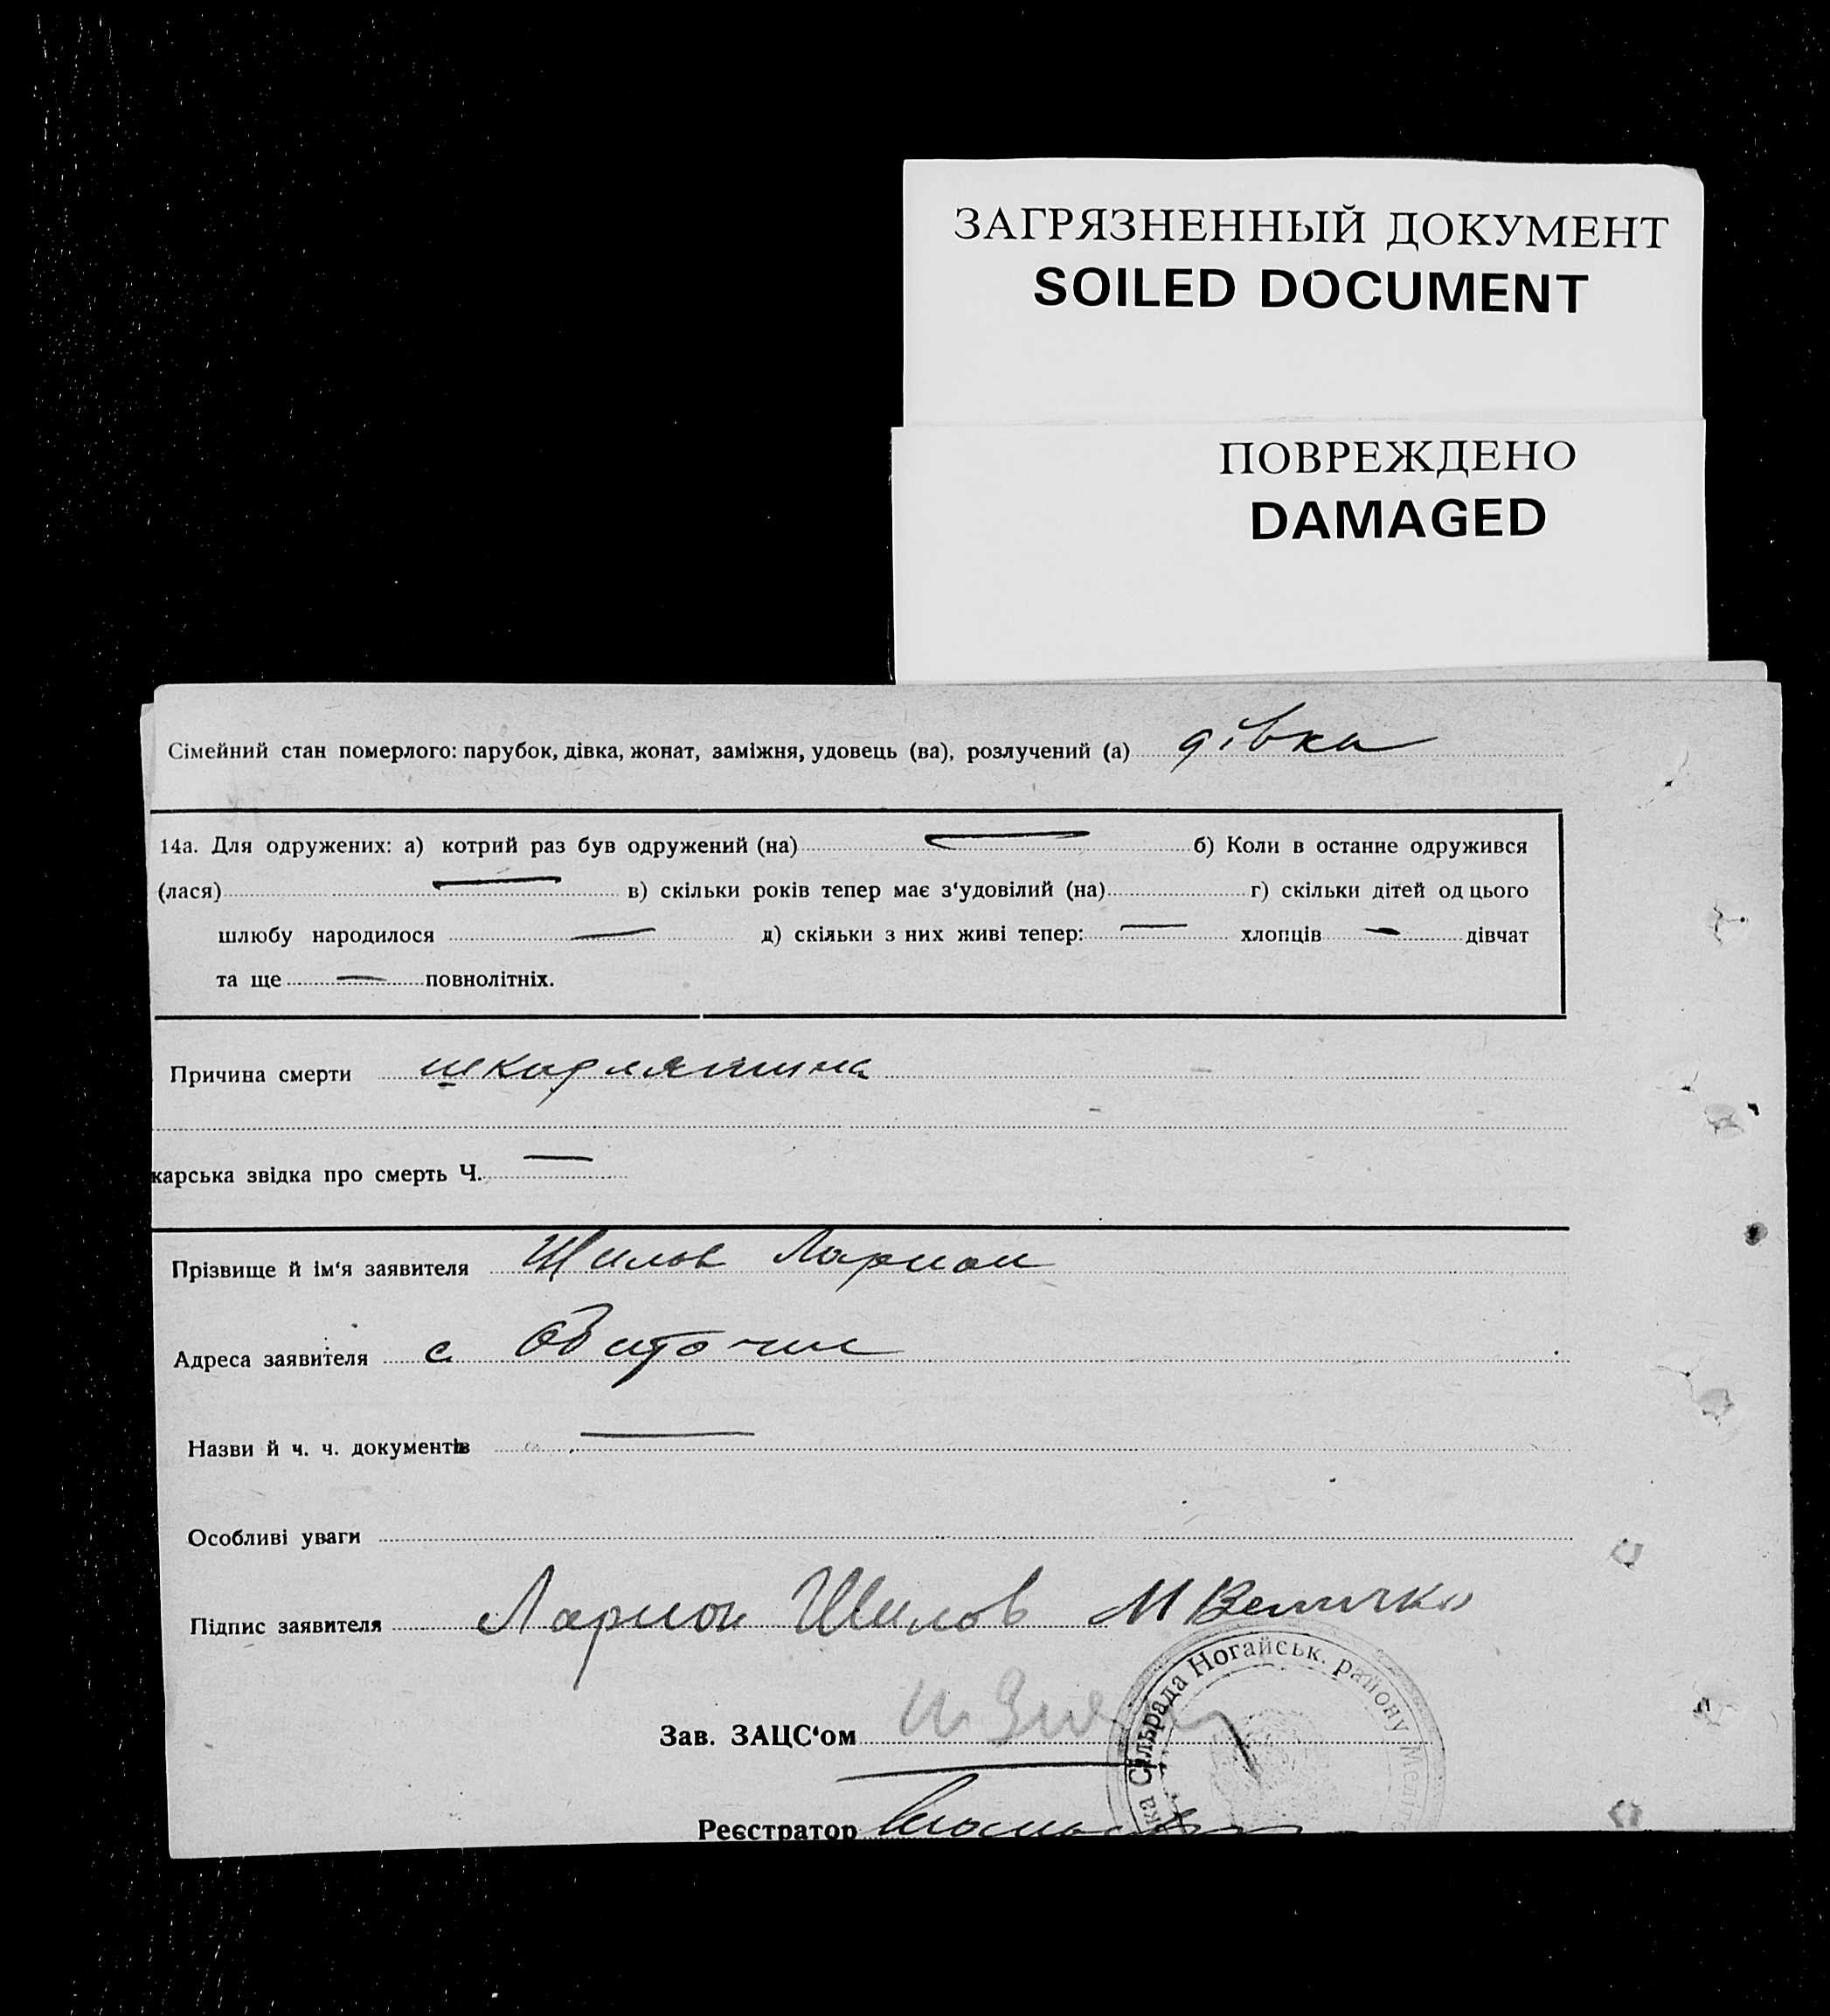 ЗАГРЯЗНЕННЫЙ ДОКУМЕНТ
SOILED DOCUMENT
ПОВРЕЖДЕНО
DAMAGED
Сімейний стан померлого: парубок, дівка, жонат, заміжня, удовець (ва), розлучений (а) дівка
14а. Для одружених: а) котрий раз був одружений (на) — б) Коли в останне одружився
(лася) — в) скільки років тепер має з‘удовілий (на) г) скільки дітей од цього
шлюбу народилося — д) скільки з них живі тепер: — хлопців — дівчат
та ще — повнолітніх.
Причина смерти шкарлятина
карська звідка про смерть Ч. —
Прізвище й ім‘я заявителя Шилов Ларион
Адреса заявителя с. Обиточне
Назви й ч. ч. документів —
Особливі уваги
Підпис заявителя Ларион Шилов М Величко
Зав. ЗАЦС‘ом
Реєстратор
ка Сільрада Ногайськ. району Меліт